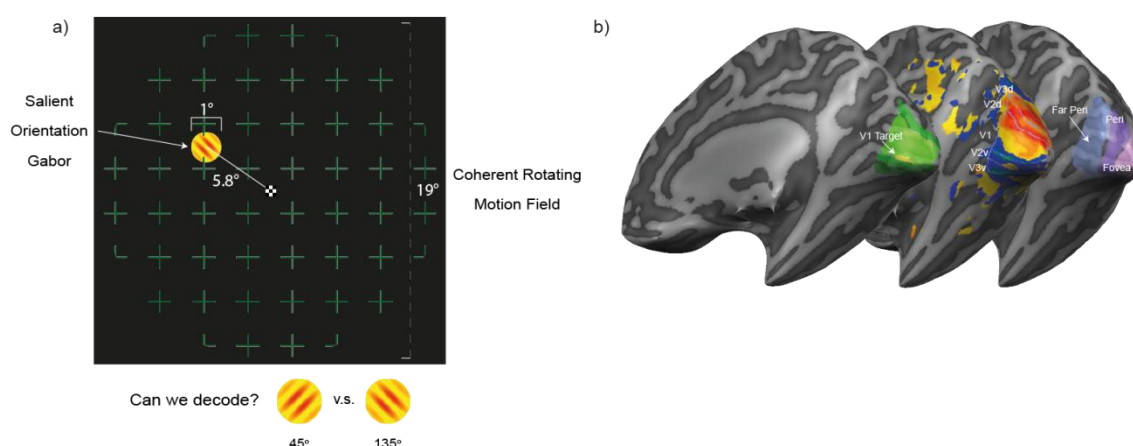 a)
Salient
Orientation
Gabor
1°
5.8°
19°
Coherent Rotating
Motion Field
Can we decode?
v.s.
45°
135°
b)
V1 Target
V3d
V2d
V1
V2v
V3v
Far Peri
Peri
Fovea